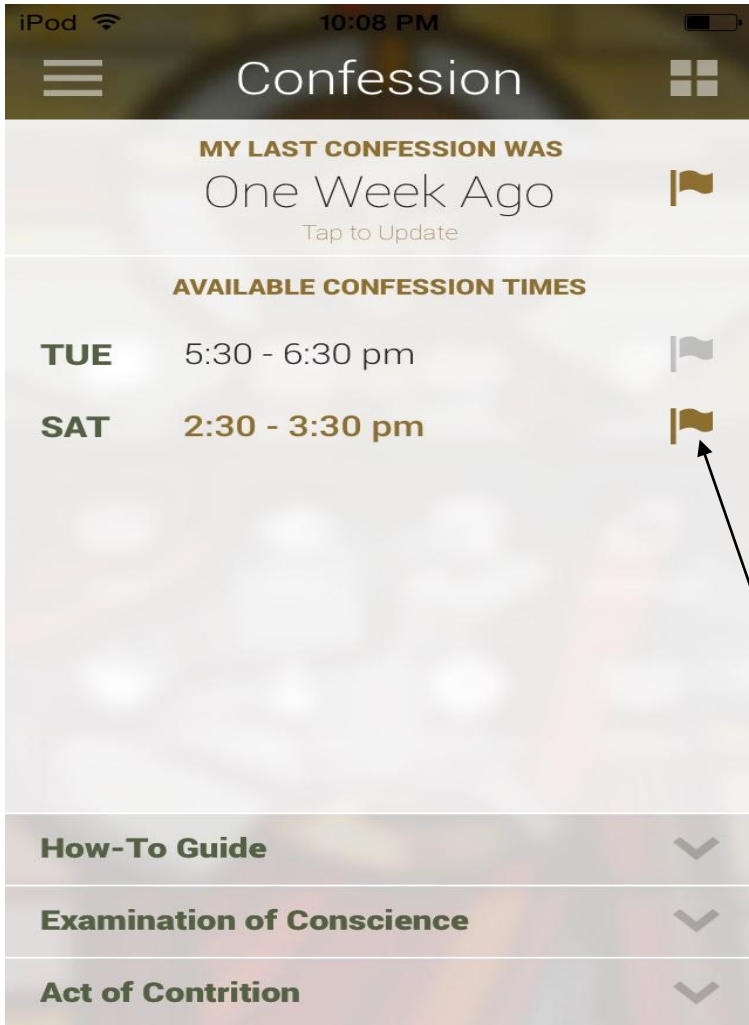 iPod 10:08 PM
Confession
MY LAST CONFESSION WAS
One Week Ago
Tap to Update
AVAILABLE CONFESSION TIMES
TUE 5:30 - 6:30 pm
SAT 2:30 - 3:30 pm
How-To Guide
Examination of Conscience
Act of Contrition